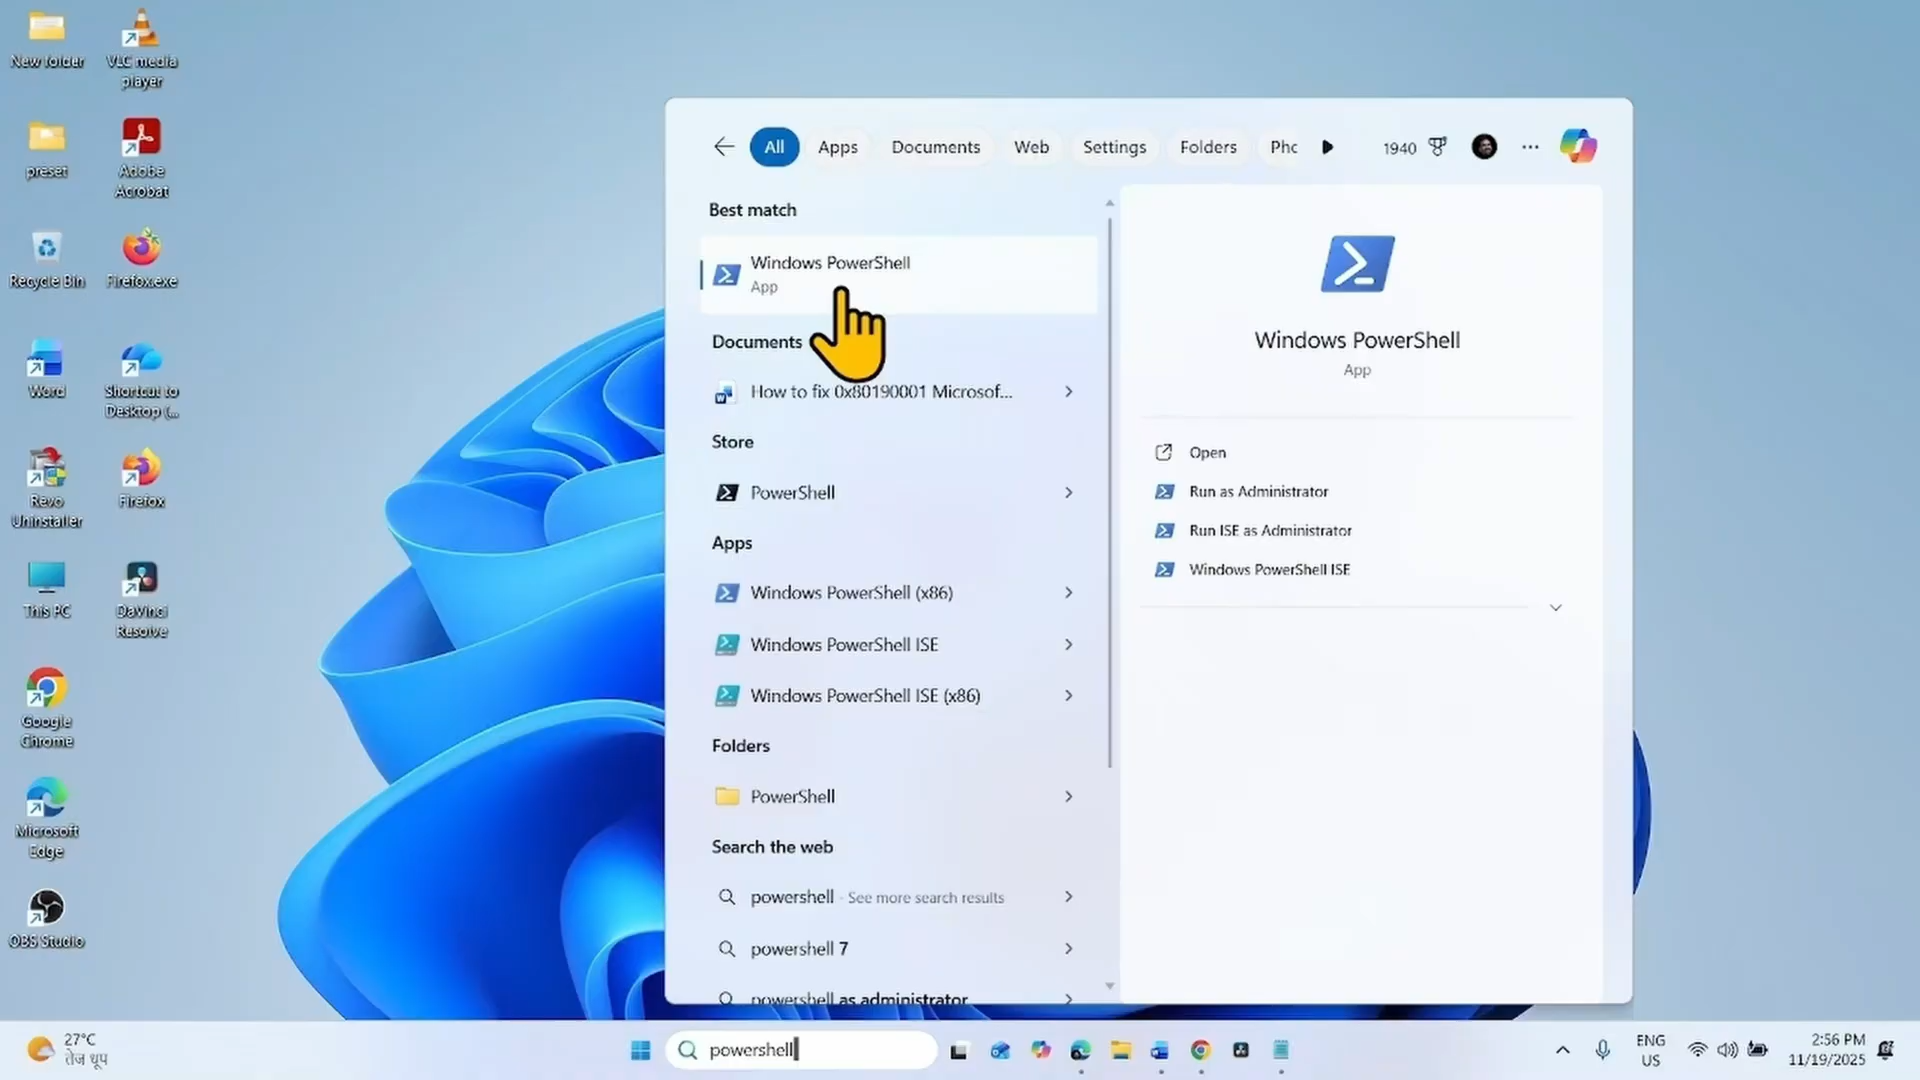 New folder
VLC media
player
preset
Adobe
Acrobat
Recycle Bin
Firefox.exe
Word
Shortcut to
Desktop (...
Revo
Uninstaller
Firefox
This PC
DaVinci
Resolve
Google
Chrome
Microsoft
Edge
OBS Studio
All
Apps
Documents
Web
Settings
Folders
Pho
1940
Best match
Windows PowerShell
App
Documents
How to fix 0x80190001 Microsof...
Store
PowerShell
Apps
Windows PowerShell (x86)
Windows PowerShell ISE
Windows PowerShell ISE (x86)
Folders
PowerShell
Search the web
powershell - See more search results
powershell 7
powershell as administrator
Windows PowerShell
App
Open
Run as Administrator
Run ISE as Administrator
Windows PowerShell ISE
27°C
तेज धूप
powershell
ENG
US
2:56 PM
11/19/2025